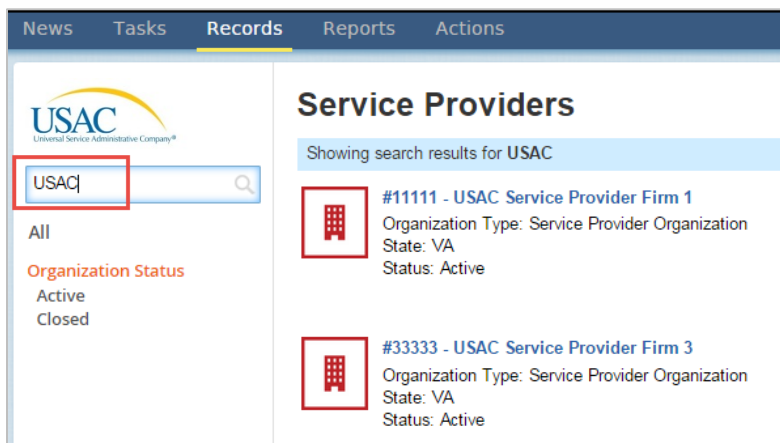 News Tasks Records Reports Actions
USAC
Universal Service Administrative Company®
USAC
All
Organization Status
Active
Closed
Service Providers
Showing search results for USAC
#11111 - USAC Service Provider Firm 1
Organization Type: Service Provider Organization
State: VA
Status: Active
#33333 - USAC Service Provider Firm 3
Organization Type: Service Provider Organization
State: VA
Status: Active